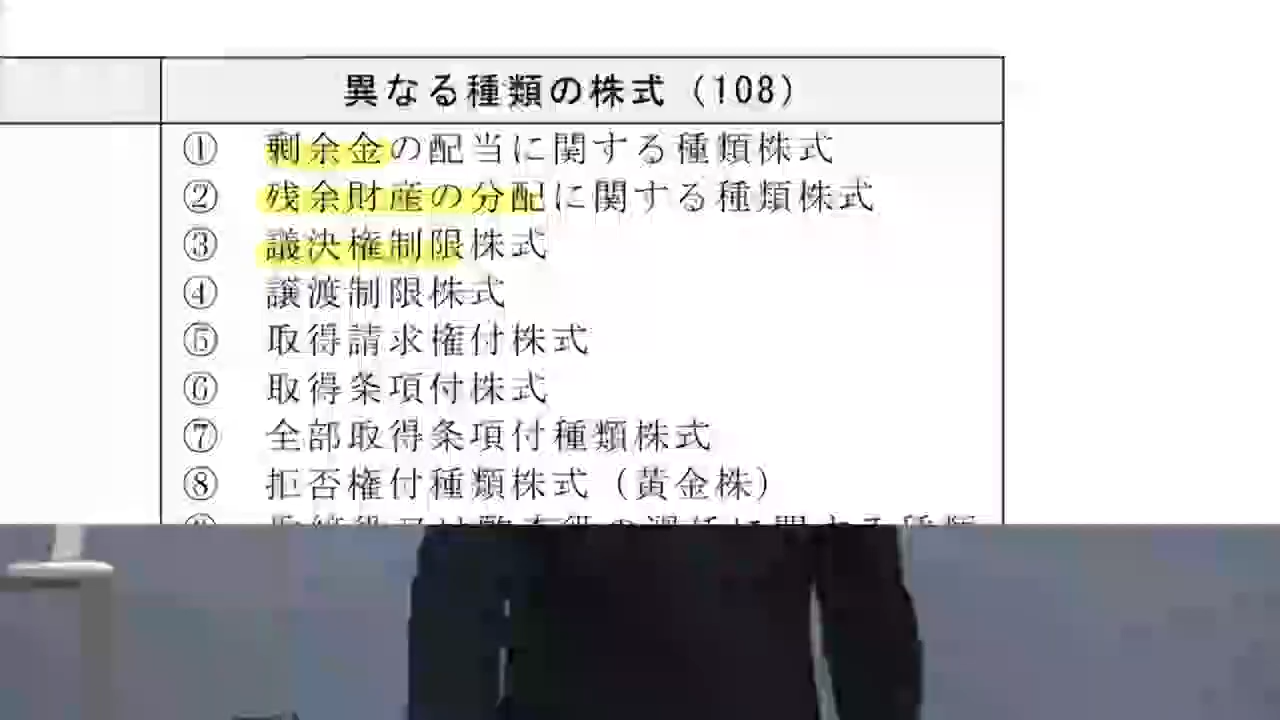 異なる種類の株式（108）
① 剰余金の配当に関する種類株式
② 残余財産の分配に関する種類株式
③ 議決権制限株式
④ 譲渡制限株式
⑤ 取得請求権付株式
⑥ 取得条項付株式
⑦ 全部取得条項付種類株式
⑧ 拒否権付種類株式（黄金株）